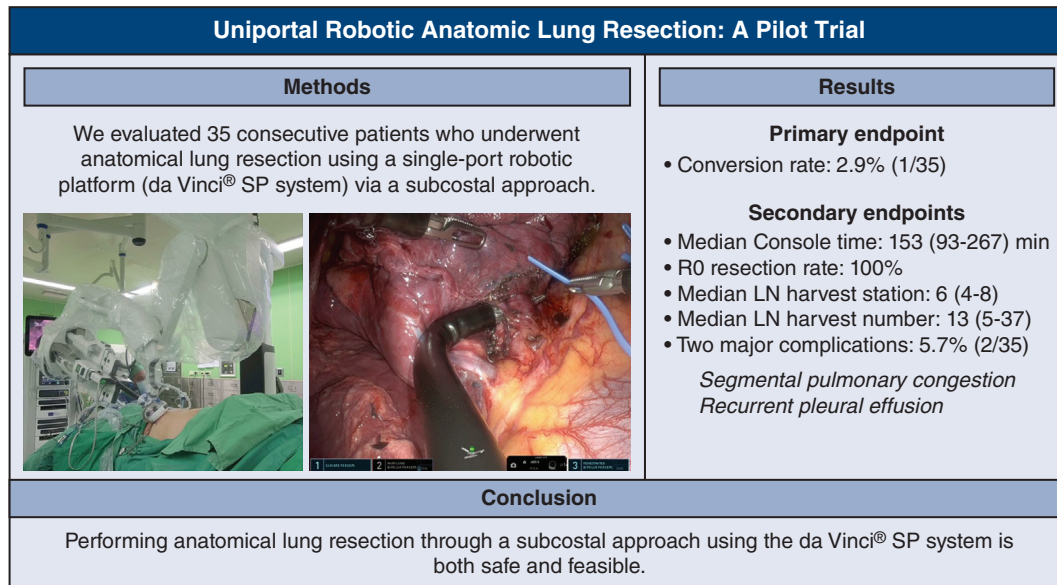 Uniportal Robotic Anatomic Lung Resection: A Pilot Trial
Methods
We evaluated 35 consecutive patients who underwent
anatomical lung resection using a single-port robotic
platform (da Vinci® SP system) via a subcostal approach.
1
2
3
Results
Primary endpoint
• Conversion rate: 2.9% (1/35)
Secondary endpoints
• Median Console time: 153 (93-267) min
• R0 resection rate: 100%
• Median LN harvest station: 6 (4-8)
• Median LN harvest number: 13 (5-37)
• Two major complications: 5.7% (2/35)
Segmental pulmonary congestion
Recurrent pleural effusion
Conclusion
Performing anatomical lung resection through a subcostal approach using the da Vinci® SP system is
both safe and feasible.